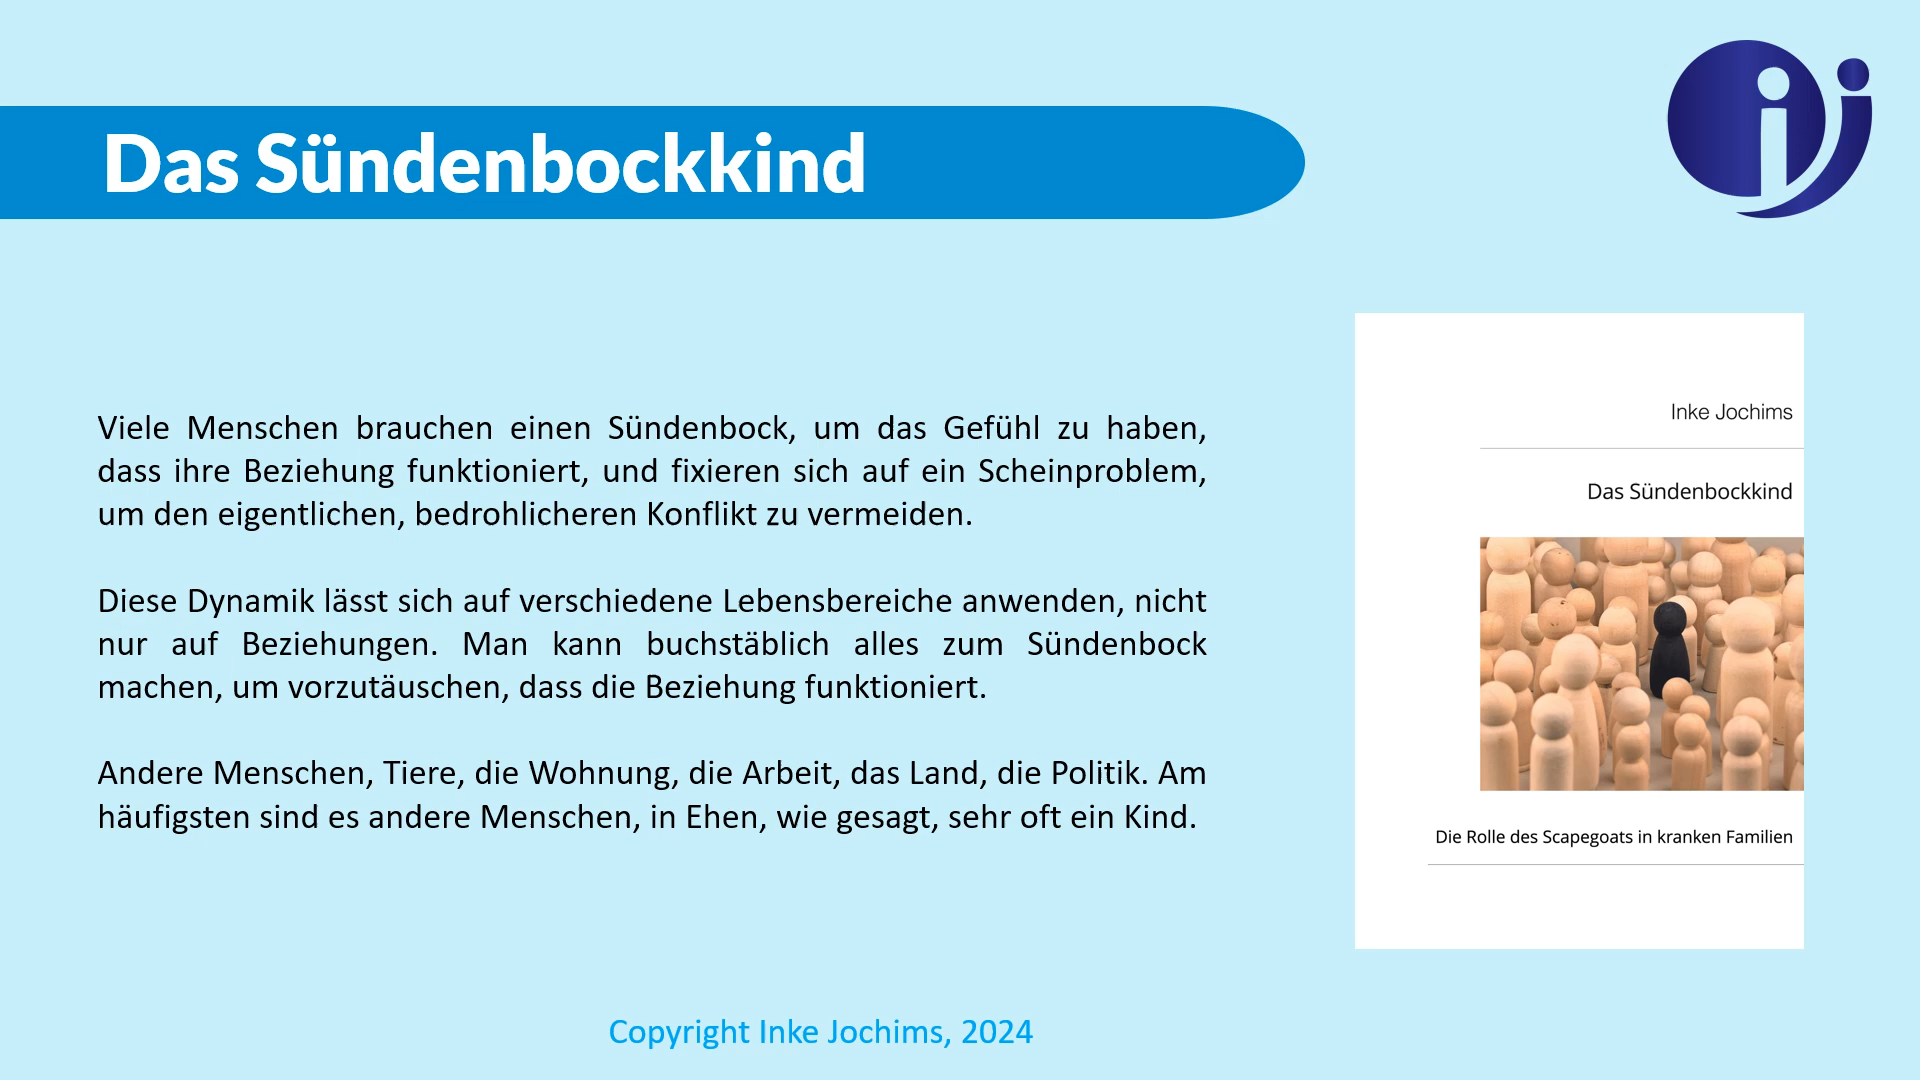 Das Sündenbockkind
Viele Menschen brauchen einen Sündenbock, um das Gefühl zu haben,
dass ihre Beziehung funktioniert, und fixieren sich auf ein Scheinproblem,
um den eigentlichen, bedrohlicheren Konflikt zu vermeiden.
Diese Dynamik lässt sich auf verschiedene Lebensbereiche anwenden, nicht
nur auf Beziehungen. Man kann buchstäblich alles zum Sündenbock
machen, um vorzutäuschen, dass die Beziehung funktioniert.
Andere Menschen, Tiere, die Wohnung, die Arbeit, das Land, die Politik. Am
häufigsten sind es andere Menschen, in Ehen, wie gesagt, sehr oft ein Kind.
Inke Jochims
Das Sündenbockkind
Die Rolle des Scapegoats in kranken Familien
Copyright Inke Jochims, 2024
ij